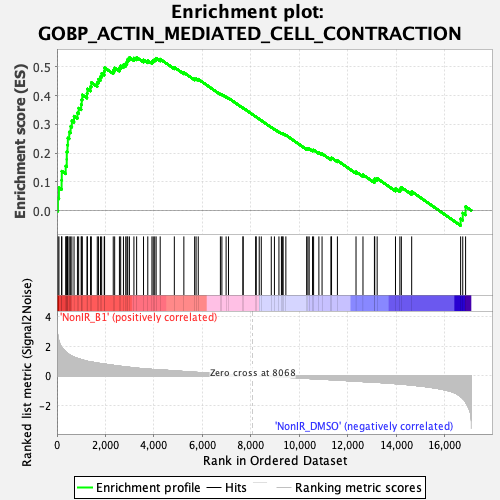 Enrichment plot:
GOBP_ACTIN_MEDIATED_CELL_CONTRACTION
Enrichment score (ES)
0.5
0.4
0.3
0.2
0.1
0.0
'NonIR_B1' (positively correlated)
Ranked list metric (Signal2Noise)
4
2
0
-2
Zero cross at 8068
'NonIR_DMSO' (negatively correlated)
0 2,000 4,000 6,000 8,000 10,000 12,000 14,000 16,000
Rank in Ordered Dataset
Enrichment profile Hits Ranking metric scores